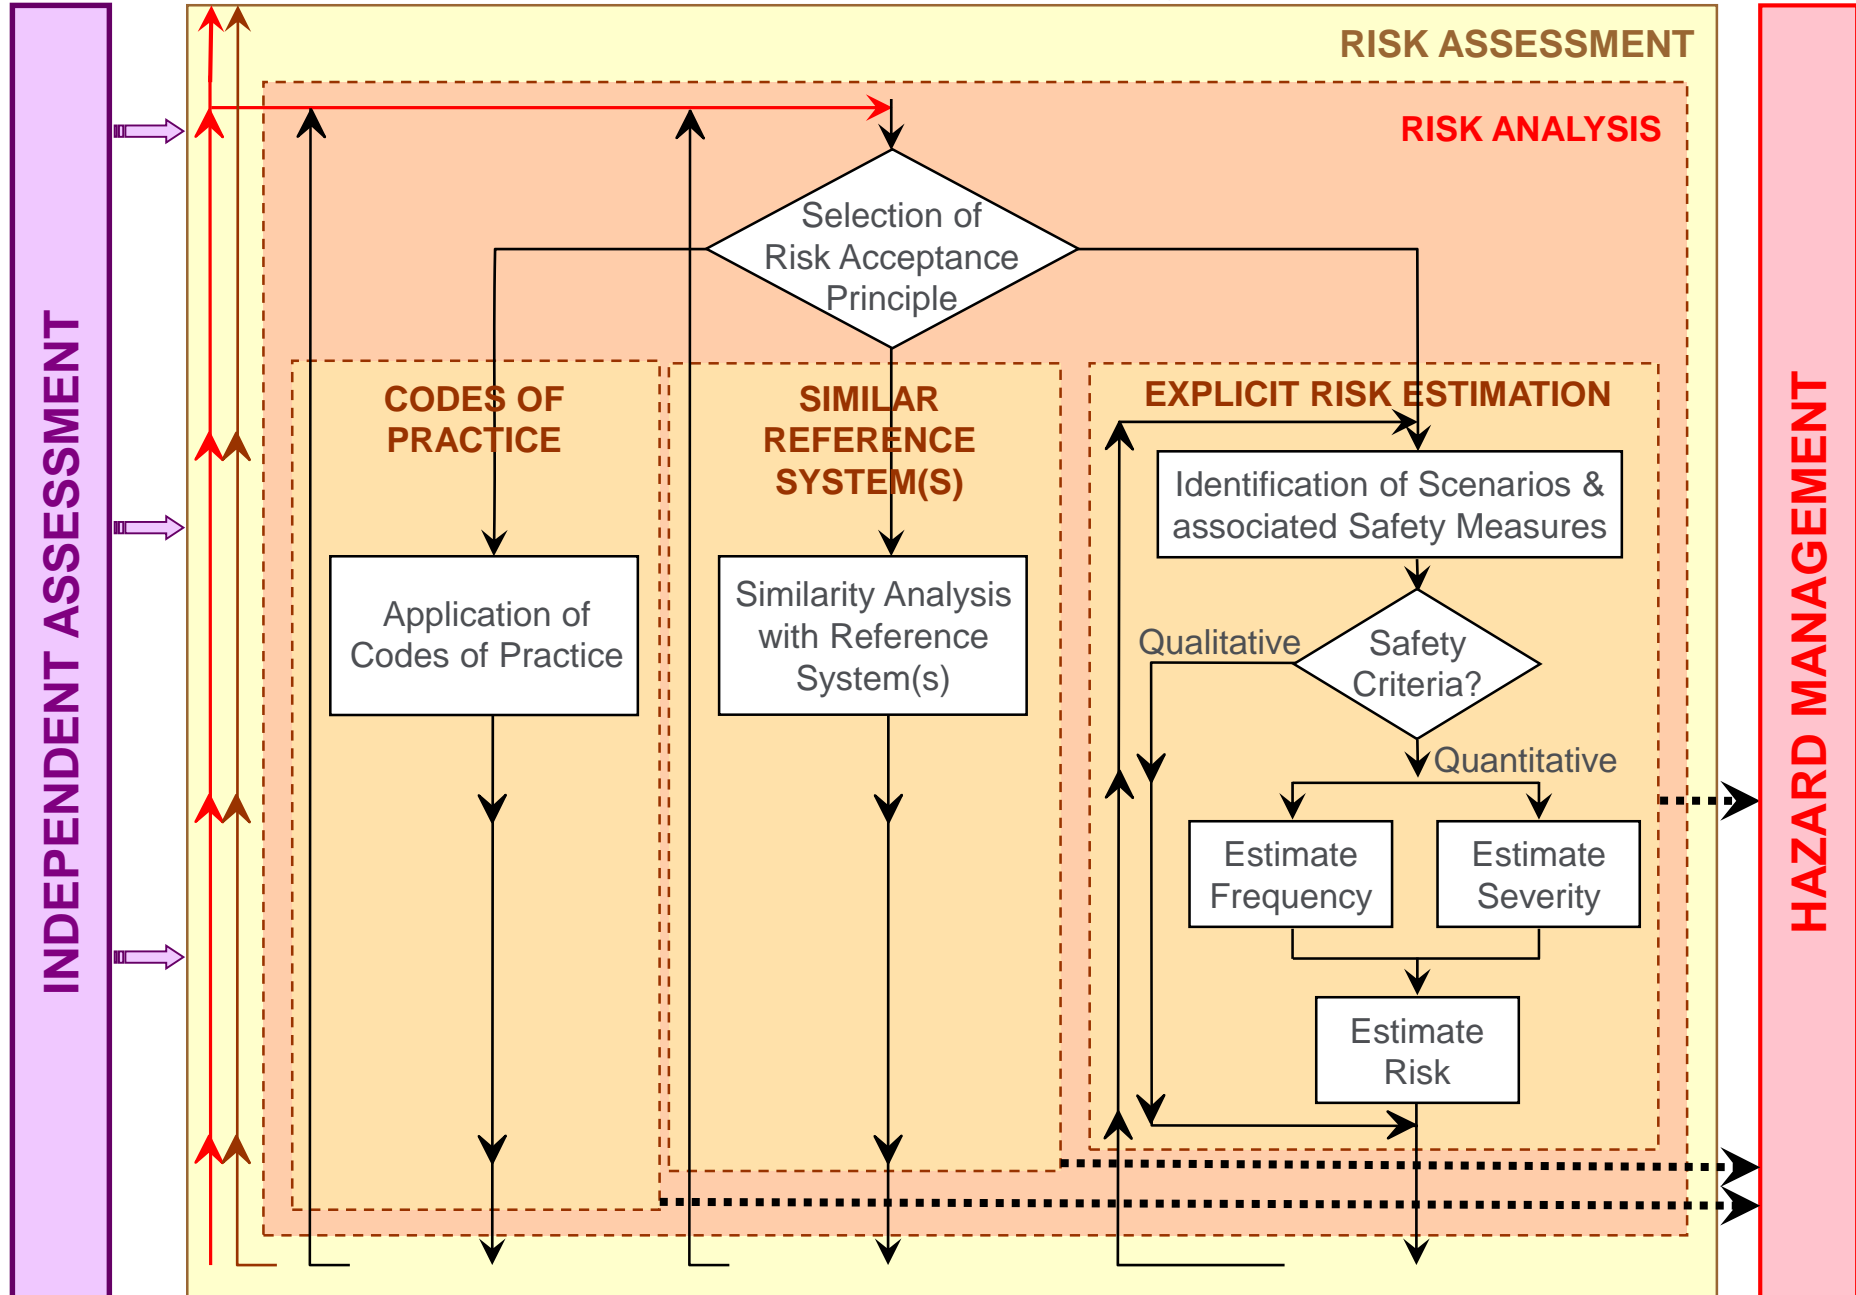 INDEPENDENT ASSESSMENT
RISK ASSESSMENT
RISK ANALYSIS
Selection of
Risk Acceptance
Principle
CODES OF
PRACTICE
SIMILAR
REFERENCE
SYSTEM(S)
EXPLICIT RISK ESTIMATION
Application of
Codes of Practice
Similarity Analysis
with Reference
System(s)
Identification of Scenarios &
associated Safety Measures
Qualitative
Safety
Criteria?
Quantitative
Estimate
Frequency
Estimate
Severity
Estimate
Risk
HAZARD MANAGEMENT